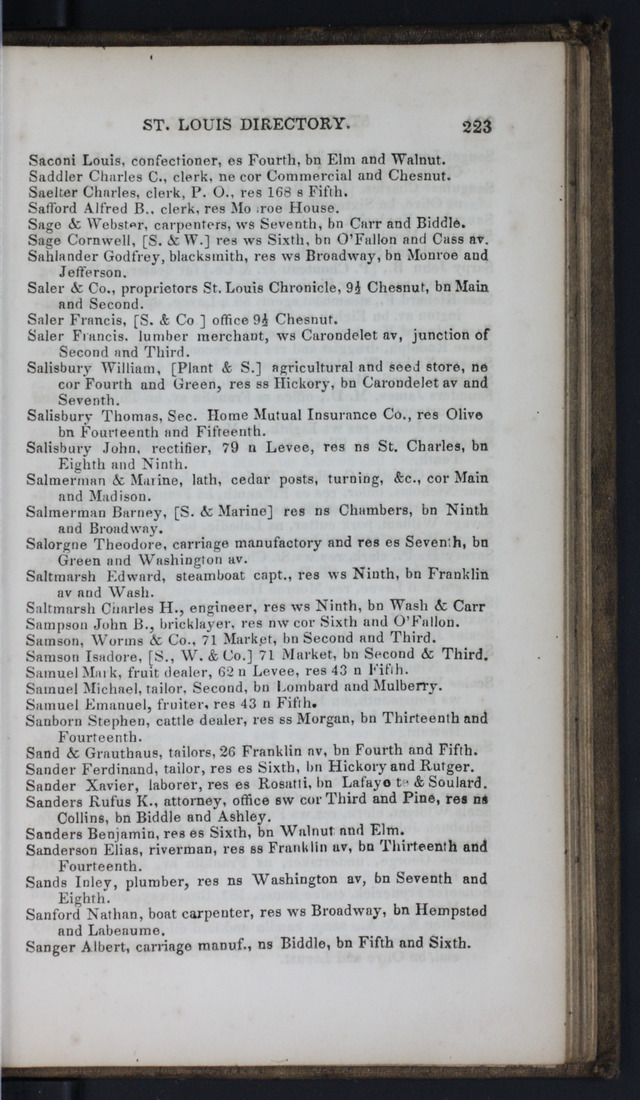 ST. LOUIS DIRECTORY. 223
Saconi Louis, confectioner, es Fourth, bn Elm and Walnut.
Saddler Charles C., clerk, ne cor Commercial and Chesnut.
Saelter Charles, clerk, P. O., res 168 s Fifth.
Safford Alfred B.. clerk, res Mo roe House.
Sage & Webster, carpenters, ws Seventh, bn Carr and Biddle.
Sage Cornwell, [S. & W.] res ws Sixth, bn O'Fallon and Cass av.
Sahlander Godfrey, blacksmith, res ws Broadway, bn Monroe and
Jefferson.
Saler & Co., proprietors St. Louis Chronicle, 9½ Chesnut, bn Main
and Second.
Saler Francis, [S. & Co ] office 9½ Chesnut.
Saler Francis. lumber merchant, ws Carondelet av, junction of
Second and Third.
Salisbury William, [Plant & S.] agricultural and seed store, ne
cor Fourth and Green, res ss Hickory, bn Carondelet av and
Seventh.
Salisbury Thomas, Sec. Home Mutual Insurance Co., res Olive
bn Fourteenth and Fifteenth.
Salisbury John, rectifier, 79 n Levee, res ns St. Charles, bn
Eighth and Ninth.
Salmerman & Marine, lath, cedar posts, turning, &c., cor Main
and Madison.
Salmerman Barney, [S. & Marine] res ns Chambers, bn Ninth
and Broadway.
Salorgne Theodore, carriage manufactory and res es Seventh, bn
Green and Washington av.
Saltmarsh Edward, steamboat capt., res ws Ninth, bn Franklin
av and Wash.
Saltmarsh Charles H., engineer, res ws Ninth, bn Wash & Carr
Sampson John B., bricklayer, res nw cor Sixth and O'Fallon.
Samson, Worms & Co., 71 Market, bn Second and Third.
Samson Isadore, [S., W. & Co.] 71 Market, bn Second & Third.
Samuel Mark, fruit dealer, 62 n Levee, res 43 n Fifth.
Samuel Michael, tailor, Second, bn Lombard and Mulberry.
Samuel Emanuel, fruiter, res 43 n Fifth.
Sanborn Stephen, cattle dealer, res ss Morgan, bn Thirteenth and
Fourteenth.
Sand & Grauthaus, tailors, 26 Franklin av, bn Fourth and Fifth.
Sander Ferdinand, tailor, res es Sixth, bn Hickory and Rutger.
Sander Xavier, laborer, res es Rosatti, bn Lafaye te & Soulard.
Sanders Rufus K., attorney, office sw cor Third and Pine, res ns
Collins, bn Biddle and Ashley.
Sanders Benjamin, res es Sixth, bn Walnut and Elm.
Sanderson Elias, riverman, res ss Franklin av, bn Thirteenth and
Fourteenth.
Sands Inley, plumber, res ns Washington av, bn Seventh and
Eighth.
Sanford Nathan, boat carpenter, res ws Broadway, bn Hempsted
and Labeaume.
Sanger Albert, carriage manuf., ns Biddle, bn Fifth and Sixth.